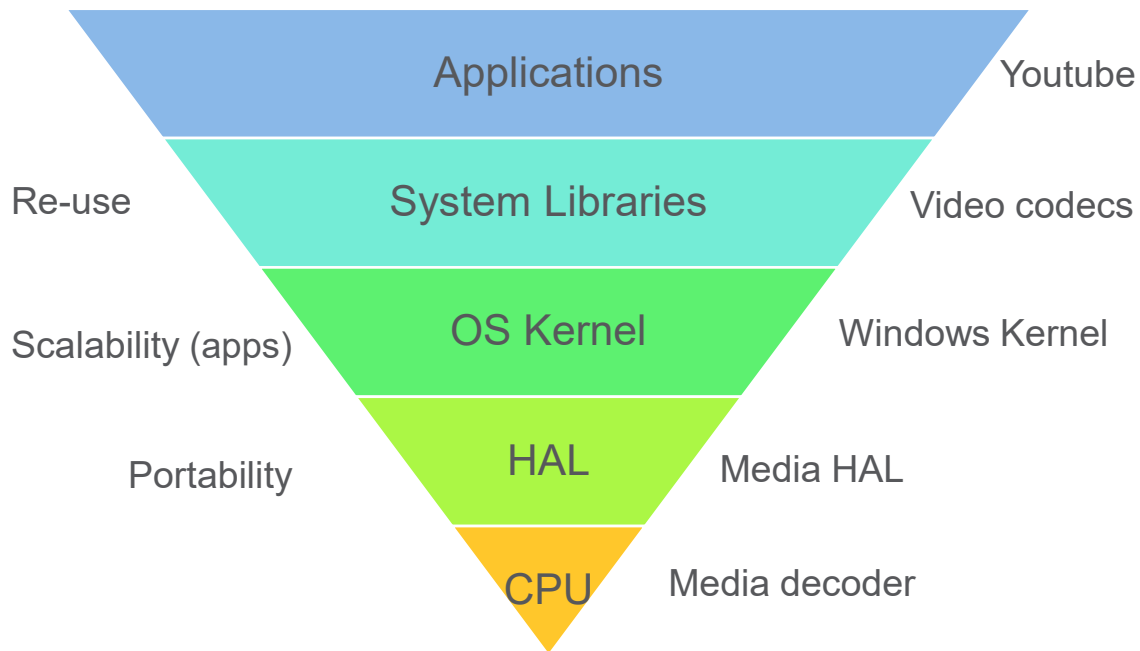 Applications
Youtube
Re-use
System Libraries
Video codecs
Scalability (apps)
OS Kernel
Windows Kernel
Portability
HAL
Media HAL
CPU
Media decoder